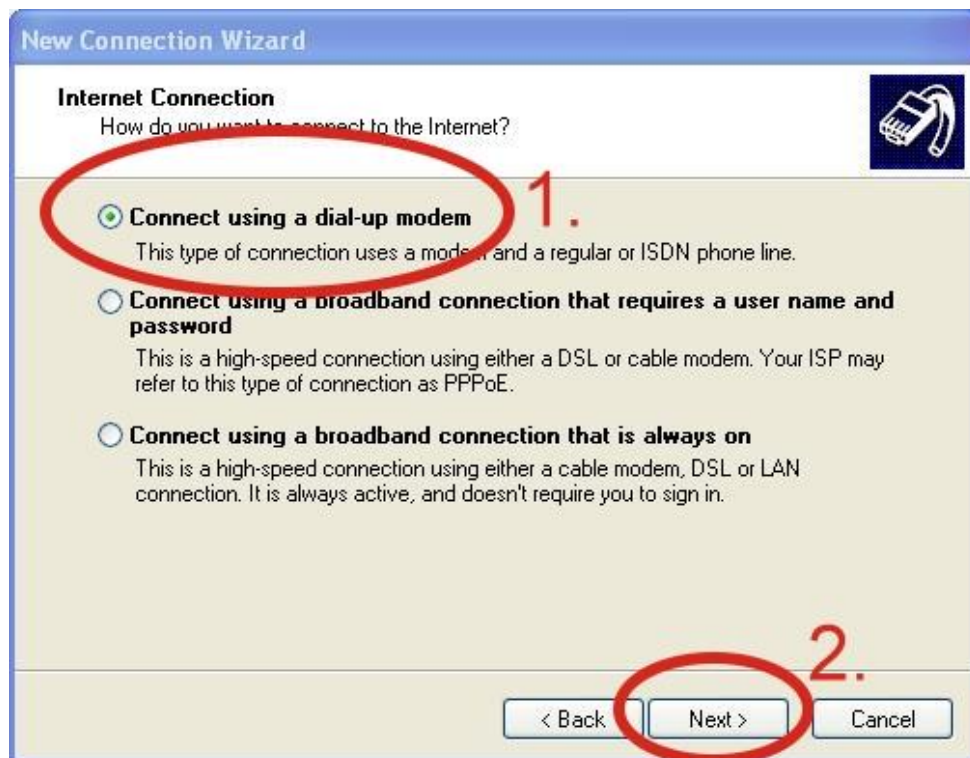 New Connection Wizard
Internet Connection
How do you want to connect to the Internet?
1.
Connect using a dial-up modem
This type of connection uses a modem and a regular or ISDN phone line.
Connect using a broadband connection that requires a user name and
password
This is a high-speed connection using either a DSL or cable modem. Your ISP may
refer to this type of connection as PPPoE.
Connect using a broadband connection that is always on
This is a high-speed connection using either a cable modem, DSL or LAN
connection. It is always active, and doesn't require you to sign in.
2.
< Back Next > Cancel